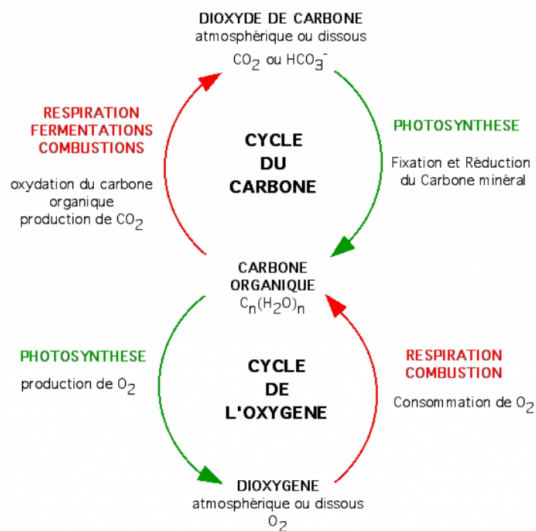 DIOXYDE DE CARBONE
atmosphérique ou dissous
CO2 ou HCO3-
RESPIRATION
FERMENTATIONS
COMBUSTIONS
oxydation du carbone
organique
production de CO2
CYCLE
DU
CARBONE
PHOTOSYNTHESE
Fixation et Réduction
du Carbone minéral
CARBONE
ORGANIQUE
Cn(H2O)n
PHOTOSYNTHESE
production de O2
CYCLE
DE
L'OXYGENE
RESPIRATION
COMBUSTION
Consommation de O2
DIOXYGENE
atmosphérique ou dissous
O2